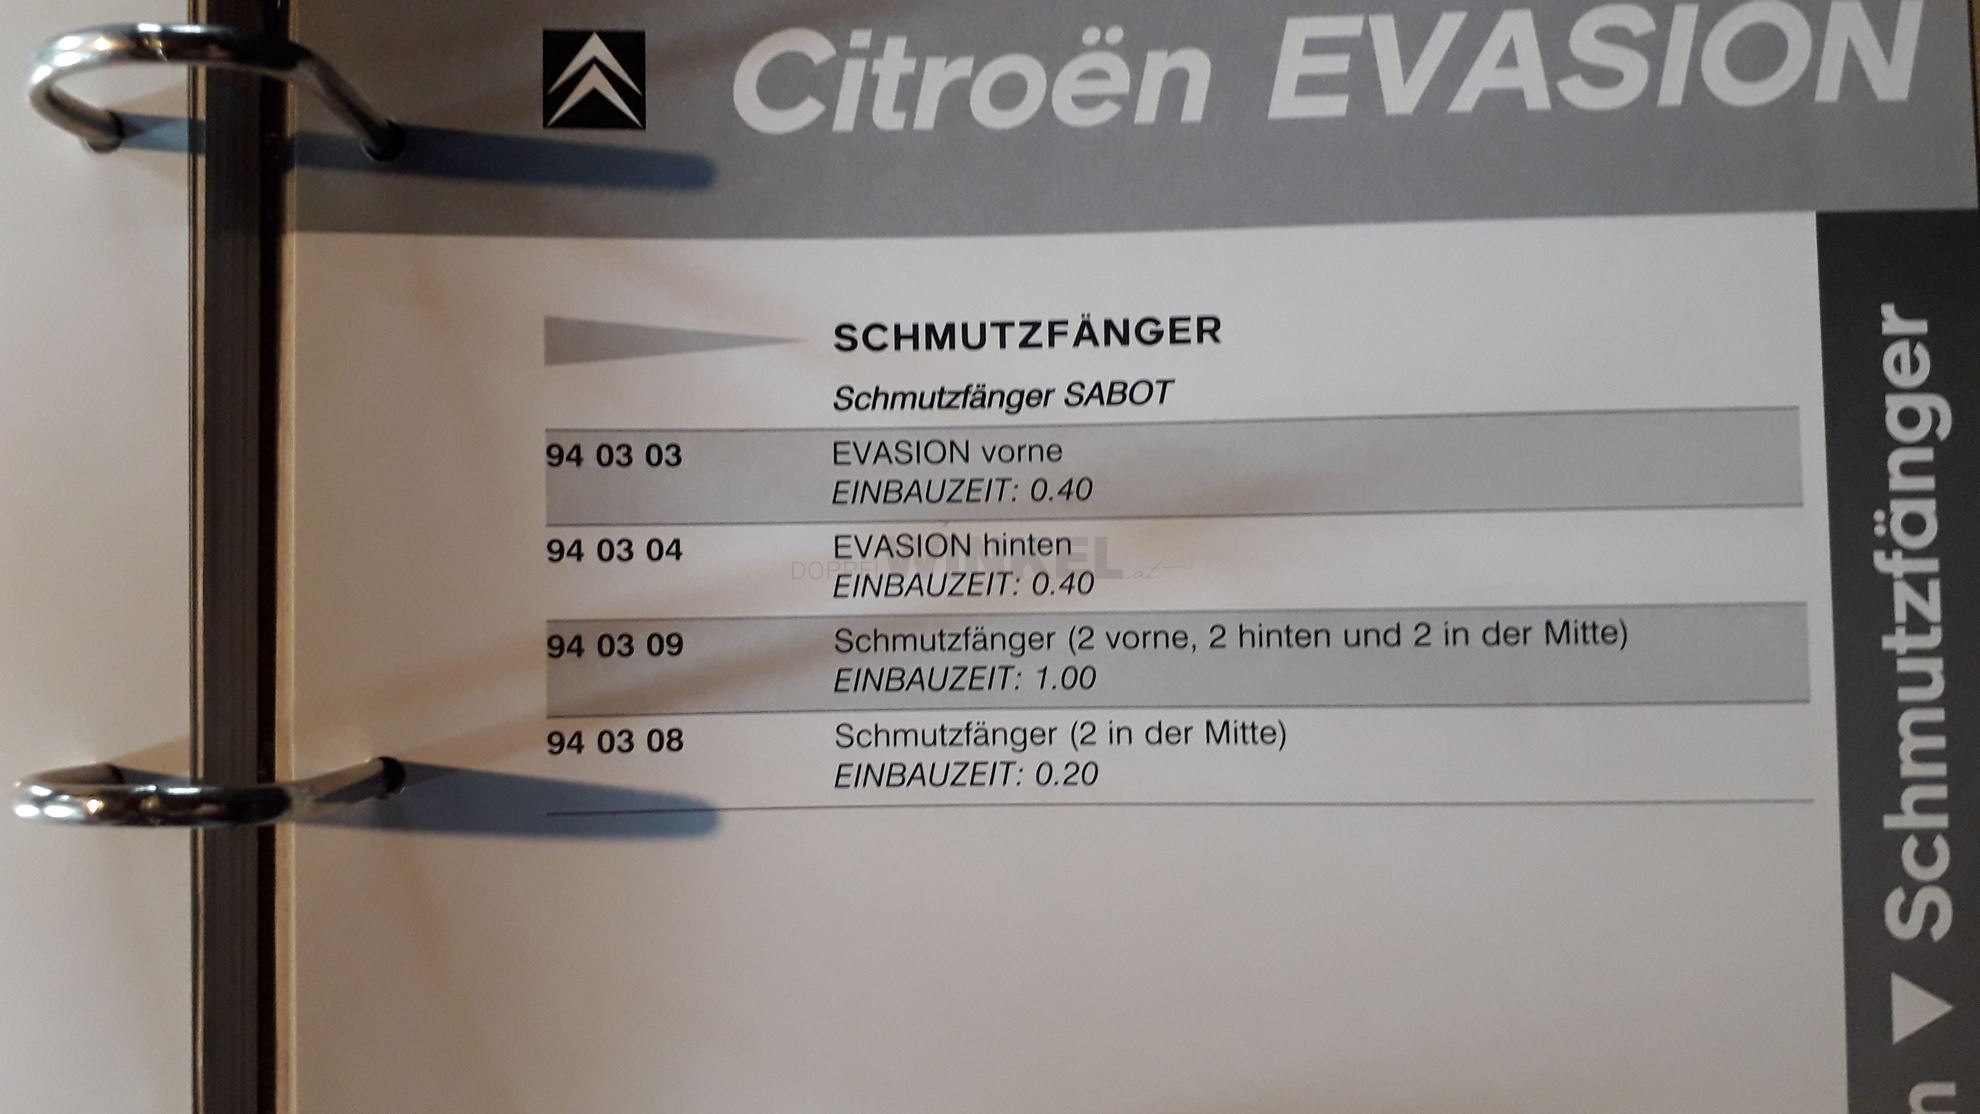 Citroën EVASION
SCHMUTZFÄNGER
Schmutzfänger SABOT
94 03 03 EVASION vorne
EINBAUZEIT: 0.40
94 03 04 EVASION hinten
DOPPELWINKEL.at
EINBAUZEIT: 0.40
94 03 09 Schmutzfänger (2 vorne, 2 hinten und 2 in der Mitte)
EINBAUZEIT: 1.00
94 03 08 Schmutzfänger (2 in der Mitte)
EINBAUZEIT: 0.20
Schmutzfänger